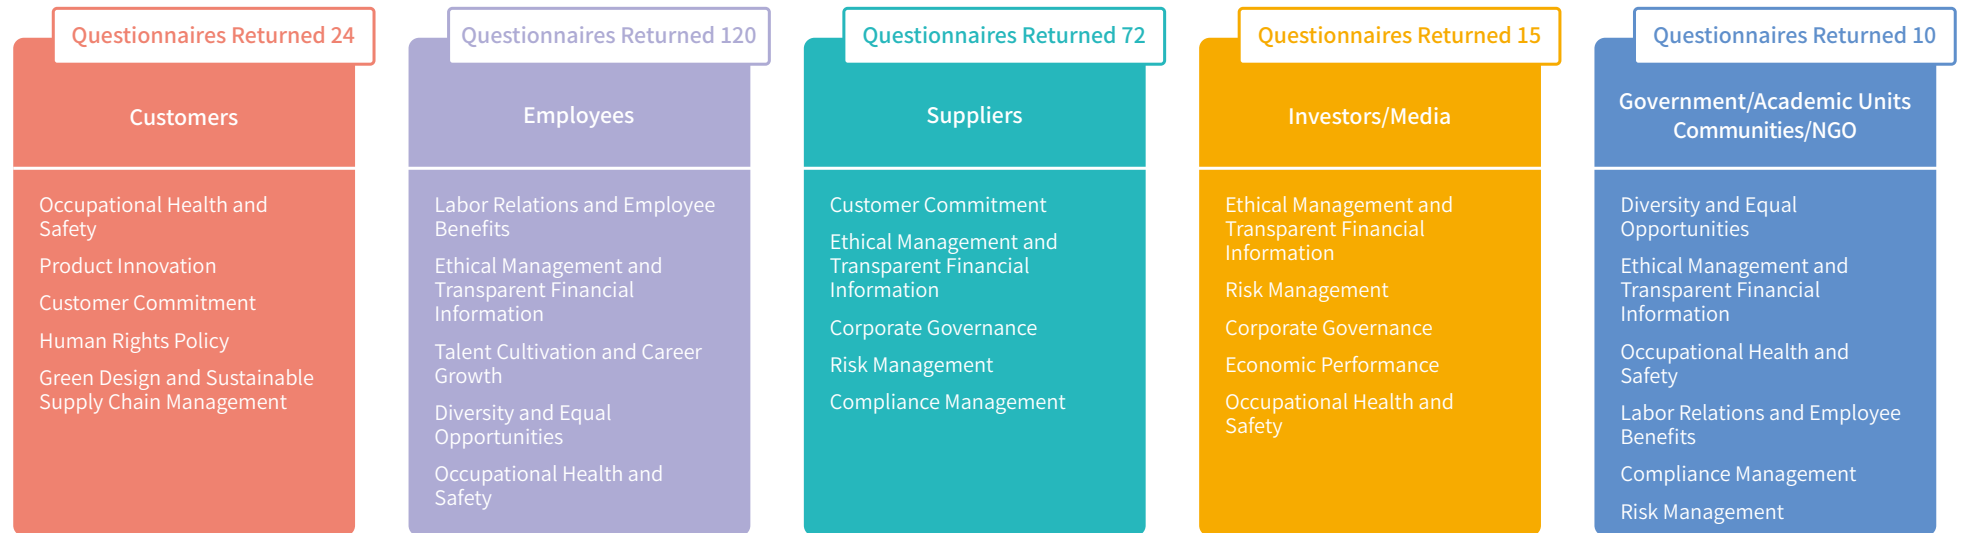 Questionnaires Returned 24
Customers
Occupational Health and
Safety
Product Innovation
Customer Commitment
Human Rights Policy
Green Design and Sustainable
Supply Chain Management
Questionnaires Returned 120
Employees
Labor Relations and Employee
Benefits
Ethical Management and
Transparent Financial
Information
Talent Cultivation and Career
Growth
Diversity and Equal
Opportunities
Occupational Health and
Safety
Questionnaires Returned 72
Suppliers
Customer Commitment
Ethical Management and
Transparent Financial
Information
Corporate Governance
Risk Management
Compliance Management
Questionnaires Returned 15
Investors/Media
Ethical Management and
Transparent Financial
Information
Risk Management
Corporate Governance
Economic Performance
Occupational Health and
Safety
Questionnaires Returned 10
Government/Academic Units
Communities/NGO
Diversity and Equal
Opportunities
Ethical Management and
Transparent Financial
Information
Occupational Health and
Safety
Labor Relations and Employee
Benefits
Compliance Management
Risk Management